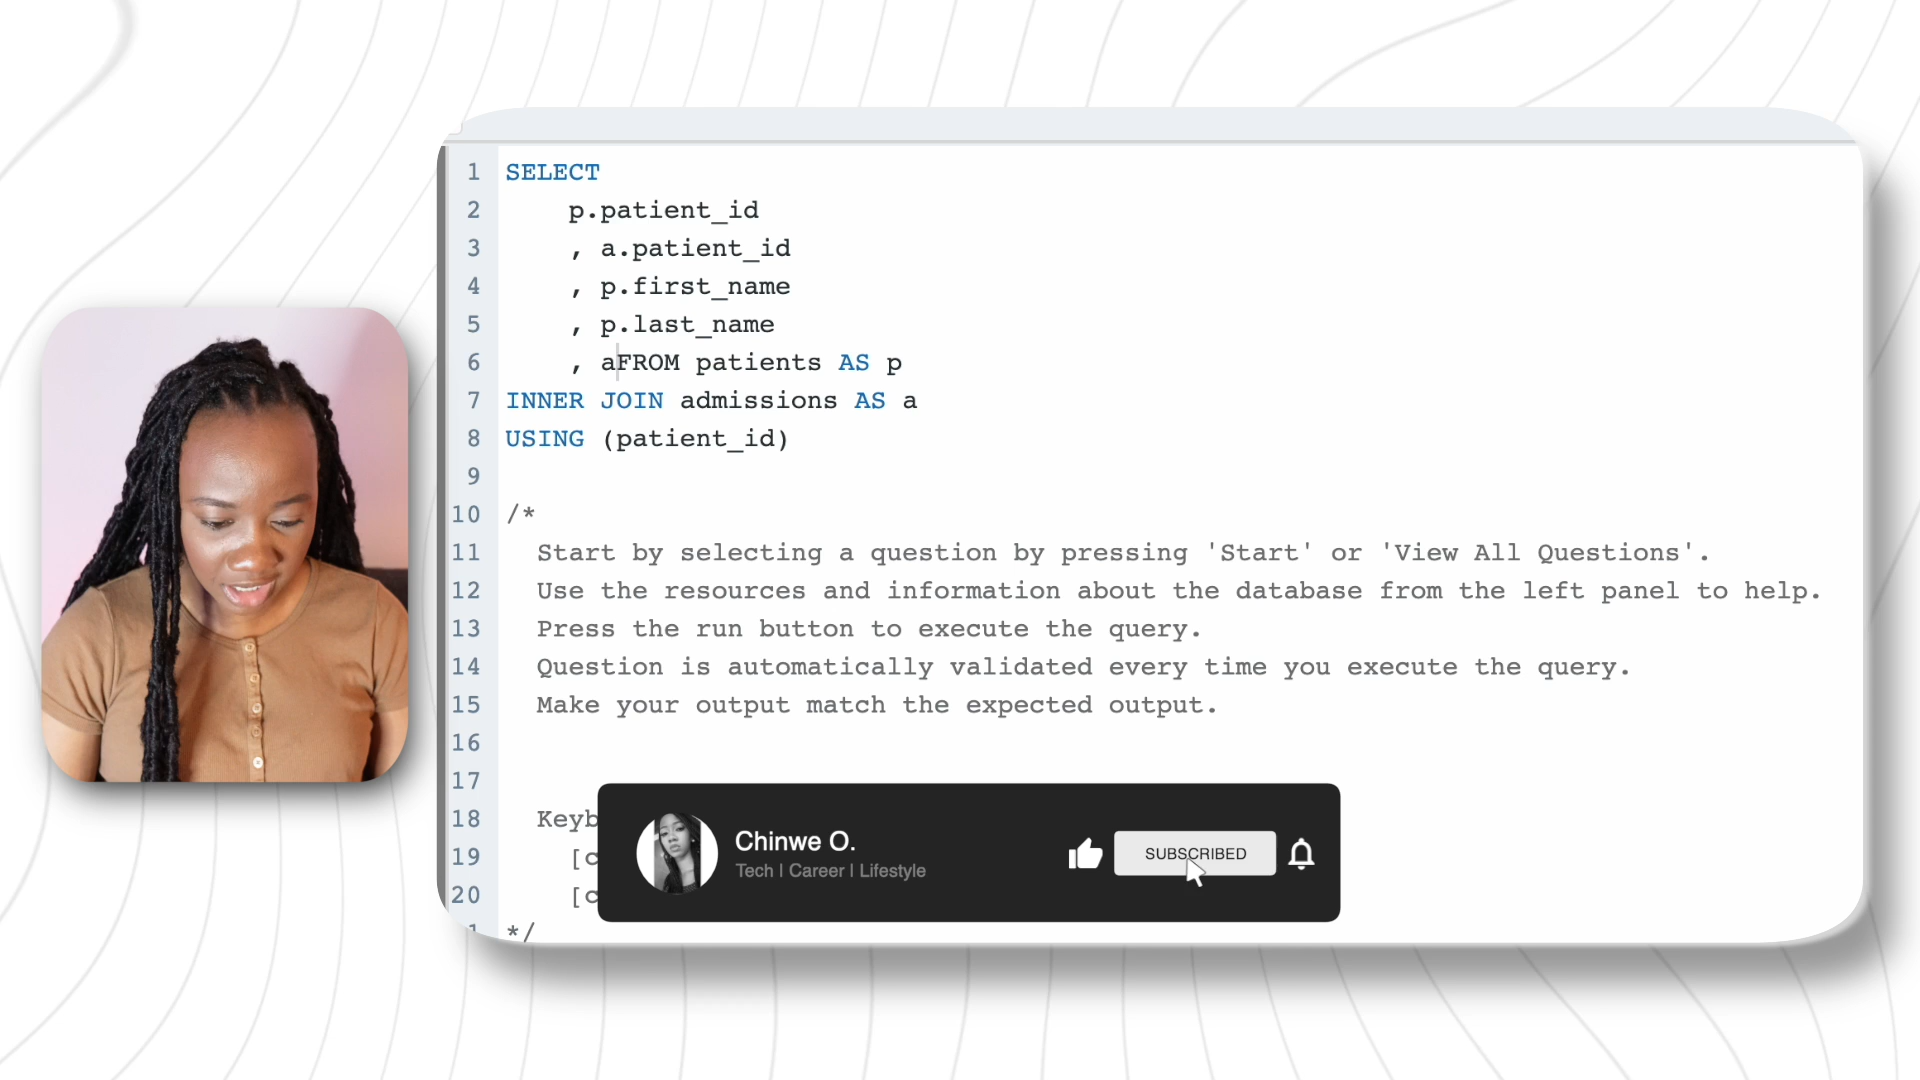 1 SELECT
2 p.patient_id
3 , a.patient_id
4 , p.first_name
5 , p.last_name
6 , aFROM patients AS p
7 INNER JOIN admissions AS a
8 USING (patient_id)
9
10 /*
11 Start by selecting a question by pressing 'Start' or 'View All Questions'.
12 Use the resources and information about the database from the left panel to help.
13 Press the run button to execute the query.
14 Question is automatically validated every time you execute the query.
15 Make your output match the expected output.
16
17
18 Keyb
19 [c
20 [c
*/
Chinwe O.
Tech | Career | Lifestyle
SUBSCRIBED